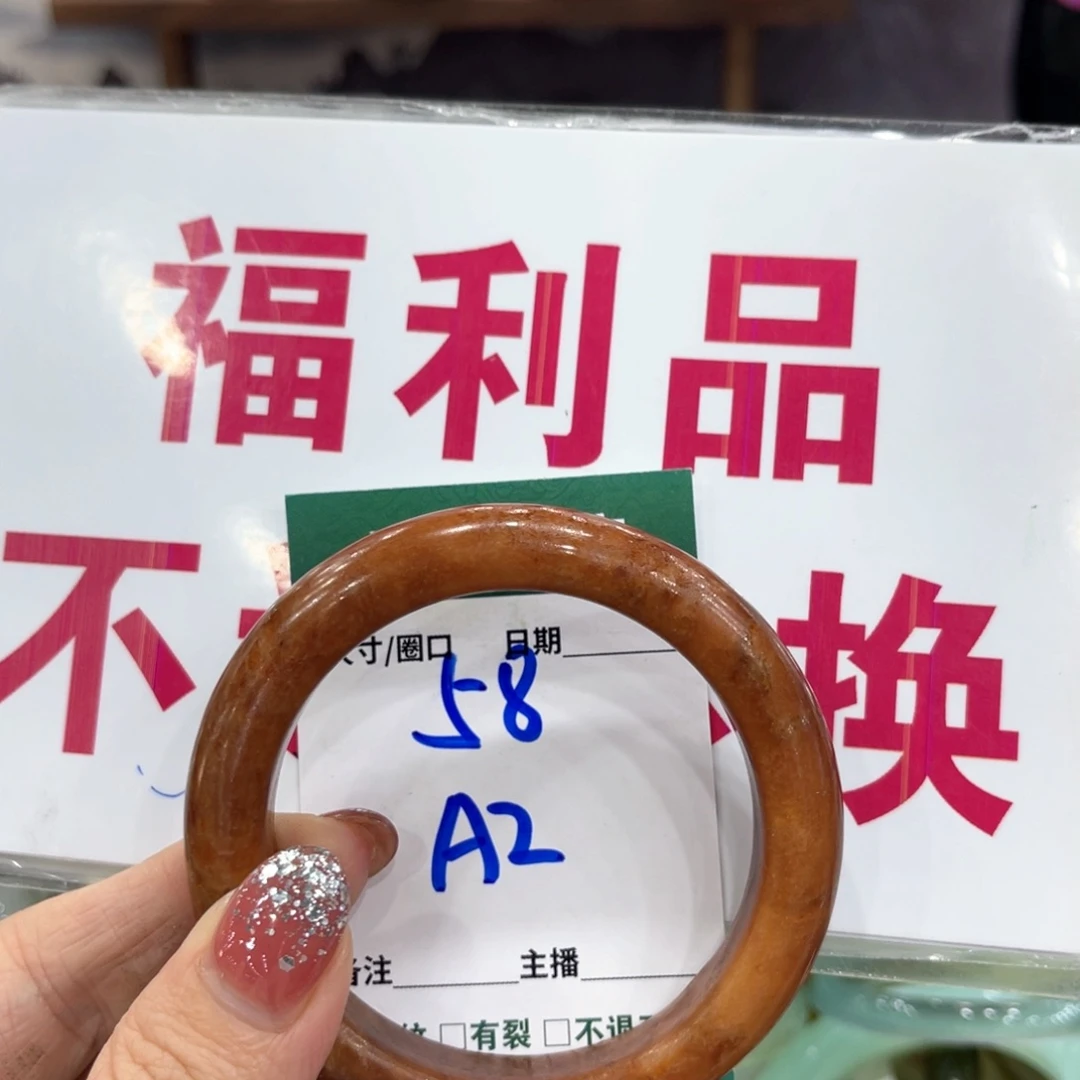 福利品
不 换
寸/圈口 日期
58
A2
备注 主播
□有裂 □不退